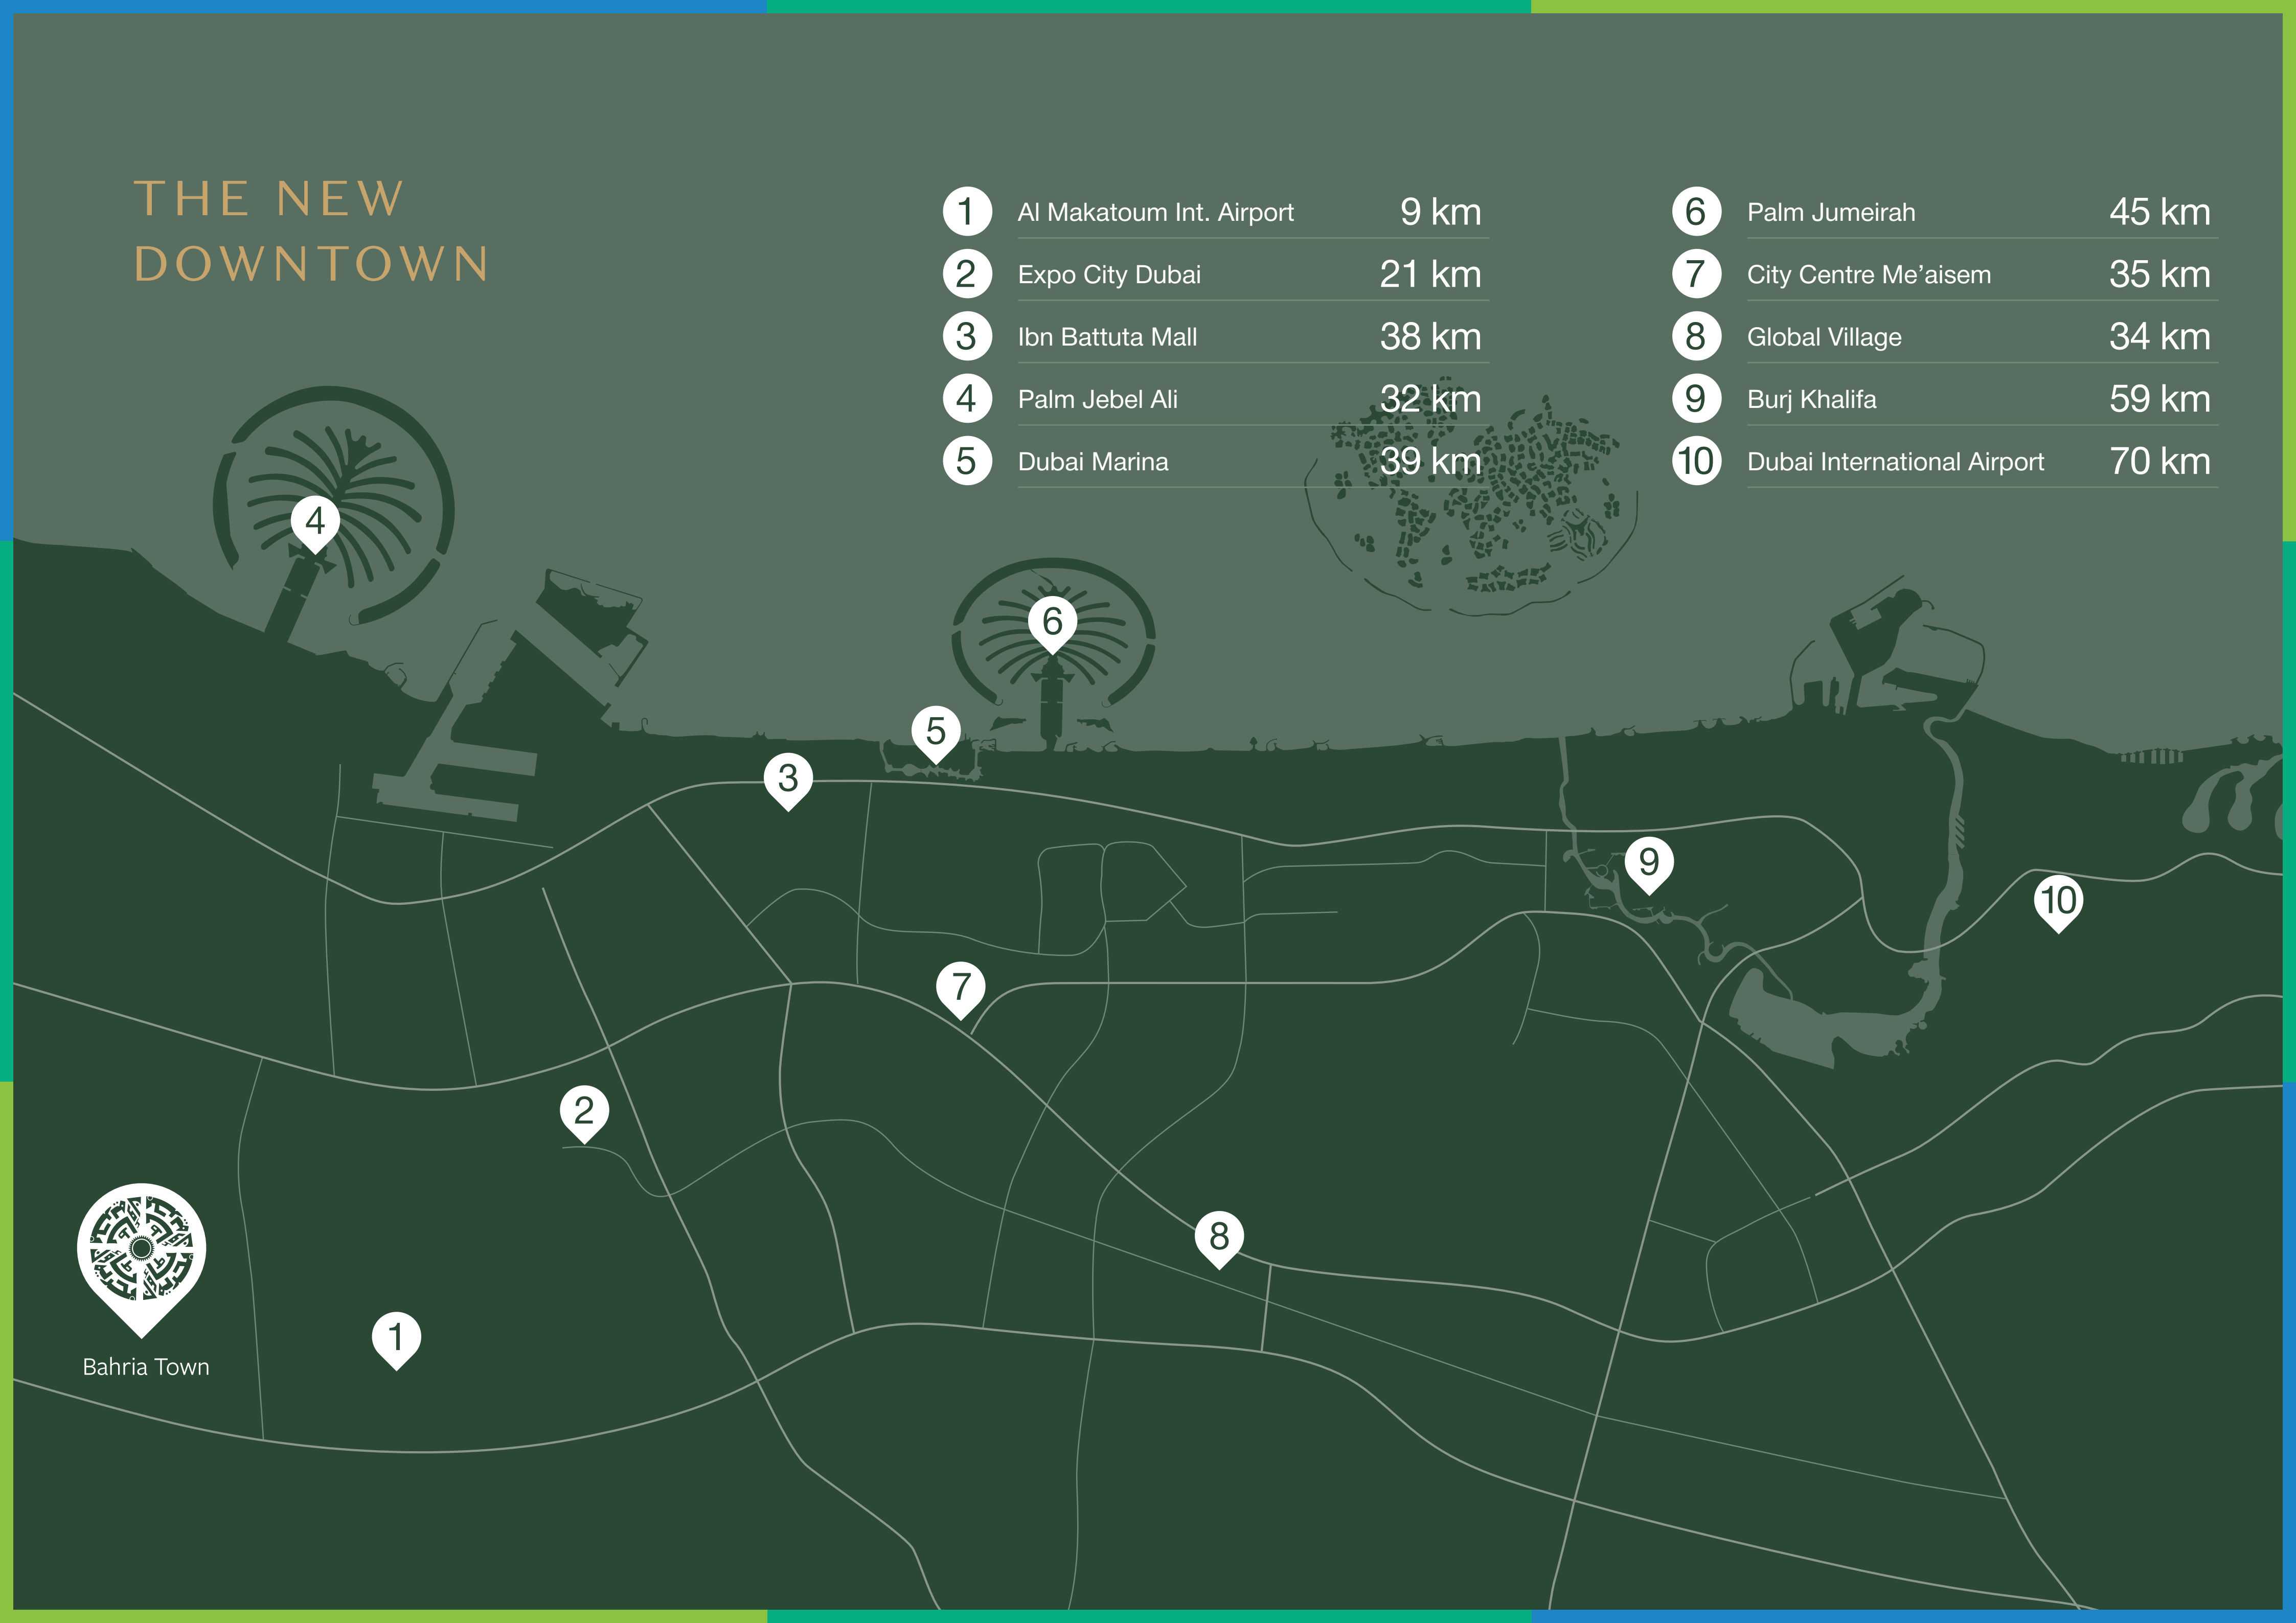 THE NEW
DOWNTOWN
1 Al Makatoum Int. Airport 9 km
2 Expo City Dubai 21 km
3 Ibn Battuta Mall 38 km
4 Palm Jebel Ali 32 km
5 Dubai Marina 39 km
6 Palm Jumeirah 45 km
7 City Centre Me’aisem 35 km
8 Global Village 34 km
9 Burj Khalifa 59 km
10 Dubai International Airport 70 km
4
6
5
3
9
10
7
2
8
1
Bahria Town